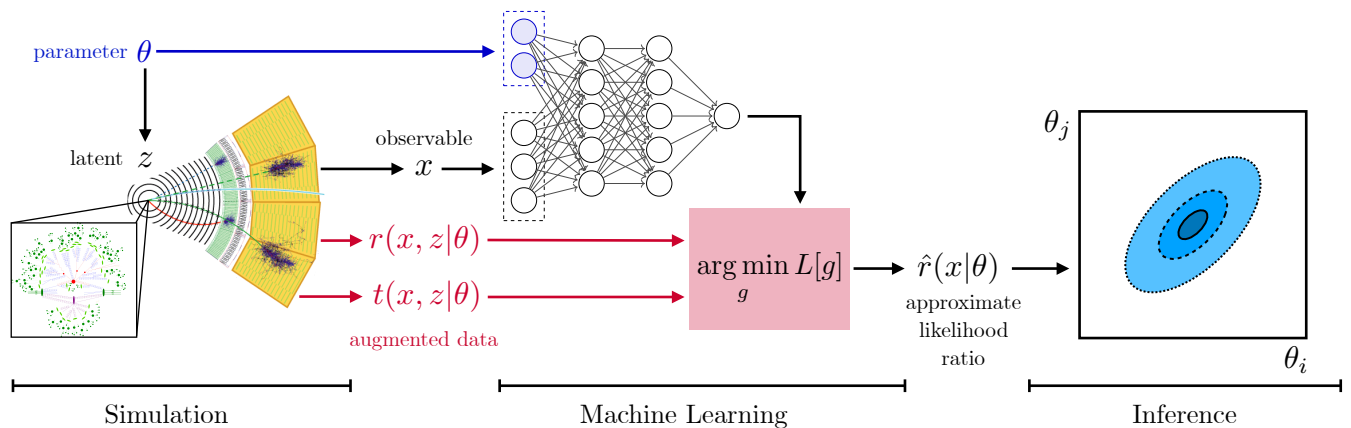 parameter θ
latent z
observable
x
r(x, z|θ)
t(x, z|θ)
augmented data
arg min L[g]
g
r̂(x|θ)
approximate
likelihood
ratio
θj
θi
Simulation
Machine Learning
Inference